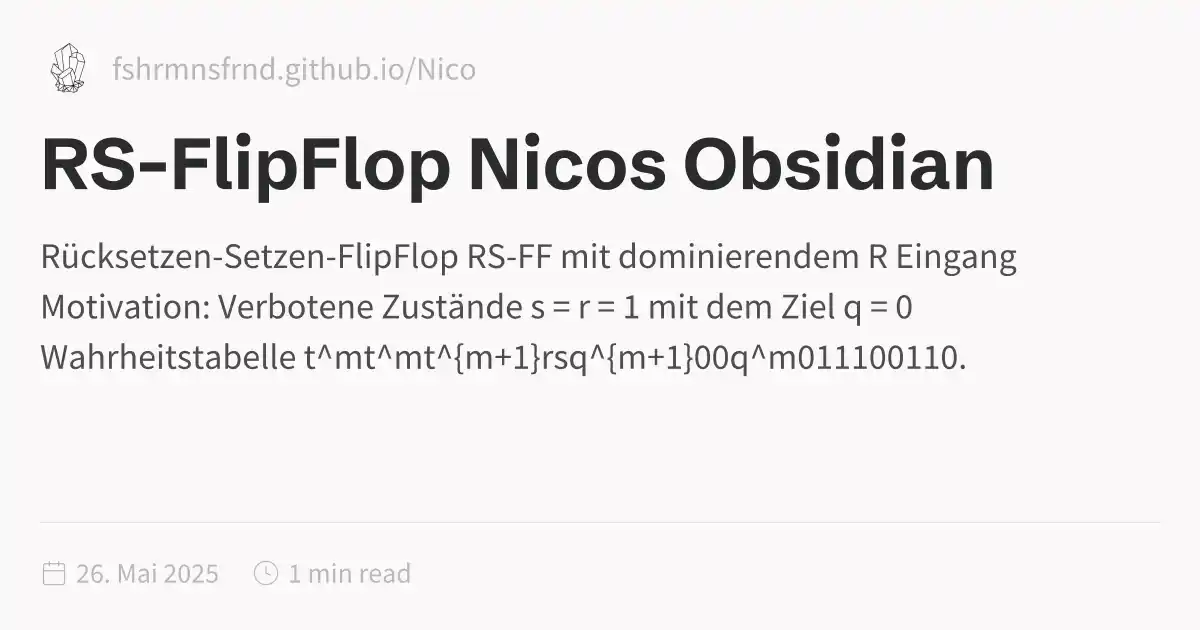 fshrmnsfrnd.github.io/Nico
RS-FlipFlop Nicos Obsidian
Rücksetzen-Setzen-FlipFlop RS-FF mit dominierendem R Eingang
Motivation: Verbotene Zustände s = r = 1 mit dem Ziel q = 0
Wahrheitstabelle t^mt^mt^{m+1}rsq^{m+1}00q^m011100110.
26. Mai 2025 1 min read